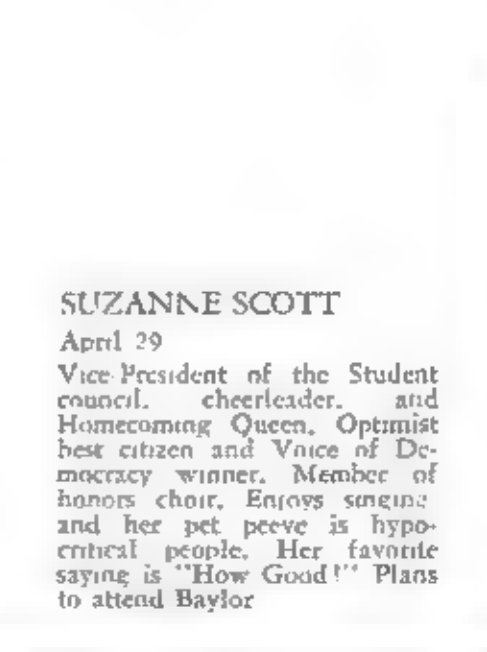 SUZANNE SCOTT
April 29
Vice-President of the Student
council, cheerleader, and
Homecoming Queen, Optimist
best citizen and Voice of De-
mocracy winner. Member of
honors choir. Enjoys singing
and her pet peeve is hypo-
critical people. Her favorite
saying is "How Good!" Plans
to attend Baylor